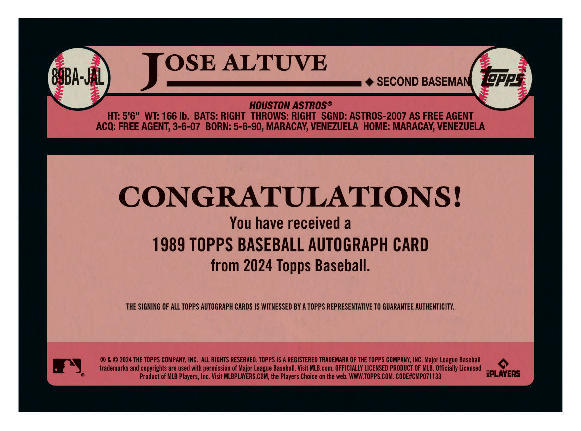 89BA-JAL
JOSE ALTUVE
Topps
◆ SECOND BASEMAN
HOUSTON ASTROS®
HT: 5'6" WT: 166 lb. BATS: RIGHT THROWS: RIGHT SGND: ASTROS-2007 AS FREE AGENT
ACQ: FREE AGENT, 3-6-07 BORN: 5-6-90, MARACAY, VENEZUELA HOME: MARACAY, VENEZUELA
CONGRATULATIONS!
You have received a
1989 TOPPS BASEBALL AUTOGRAPH CARD
from 2024 Topps Baseball.
THE SIGNING OF ALL TOPPS AUTOGRAPH CARDS IS WITNESSED BY A TOPPS REPRESENTATIVE TO GUARANTEE AUTHENTICITY.
® & © 2024 THE TOPPS COMPANY, INC. ALL RIGHTS RESERVED. TOPPS IS A REGISTERED TRADEMARK OF THE TOPPS COMPANY, INC. Major League Baseball
trademarks and copyrights are used with permission of Major League Baseball. Visit MLB.com. OFFICIALLY LICENSED PRODUCT OF MLB. Officially Licensed
Product of MLB Players, Inc. Visit MLBPLAYERS.COM, the Players Choice on the web. WWW.TOPPS.COM. CODE#CMP071133
PLAYERS